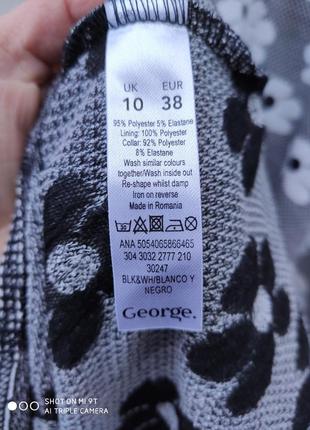 UK EUR
10 38
95% Polyester 5% Elastane
Lining: 100% Polyester
Collar: 92% Polyester
8% Elastane
Wash similar colours
together/Wash inside out
Re-shape whilst damp
Iron on reverse
Made in Romania
ANA 5054065866465
304 3032 2777 210
30247
BLK&WH/BLANCO Y
NEGRO
George.
SHOT ON MI 9T
AI TRIPLE CAMERA